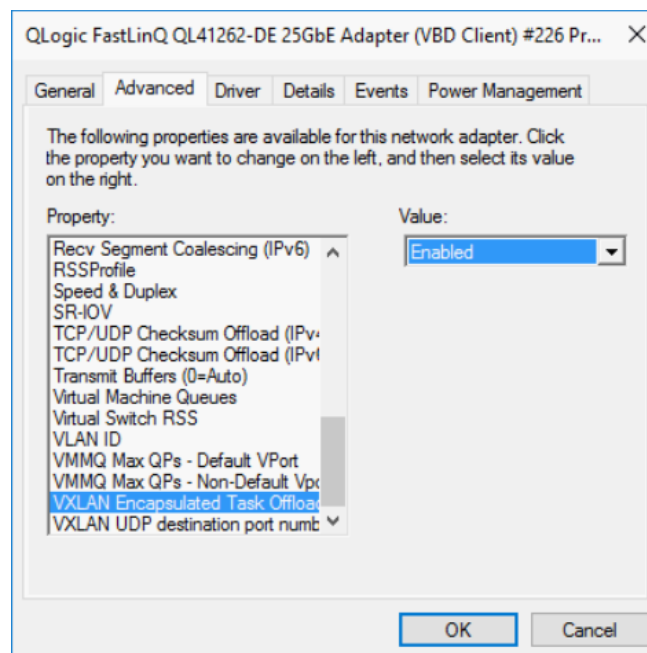 QLogic FastLinQ QL41262-DE 25GbE Adapter (VBD Client) #226 Pr...
General Advanced Driver Details Events Power Management
The following properties are available for this network adapter. Click
the property you want to change on the left, and then select its value
on the right.
Property:
Value:
Recv Segment Coalescing (IPv6)
RSSProfile
Speed & Duplex
SR-IOV
TCP/UDP Checksum Offload (IPv4
TCP/UDP Checksum Offload (IPv6
Transmit Buffers (0=Auto)
Virtual Machine Queues
Virtual Switch RSS
VLAN ID
VMMQ Max QPs - Default VPort
VMMQ Max QPs - Non-Default Vpo
VXLAN Encapsulated Task Offload
VXLAN UDP destination port numb
Enabled
OK Cancel